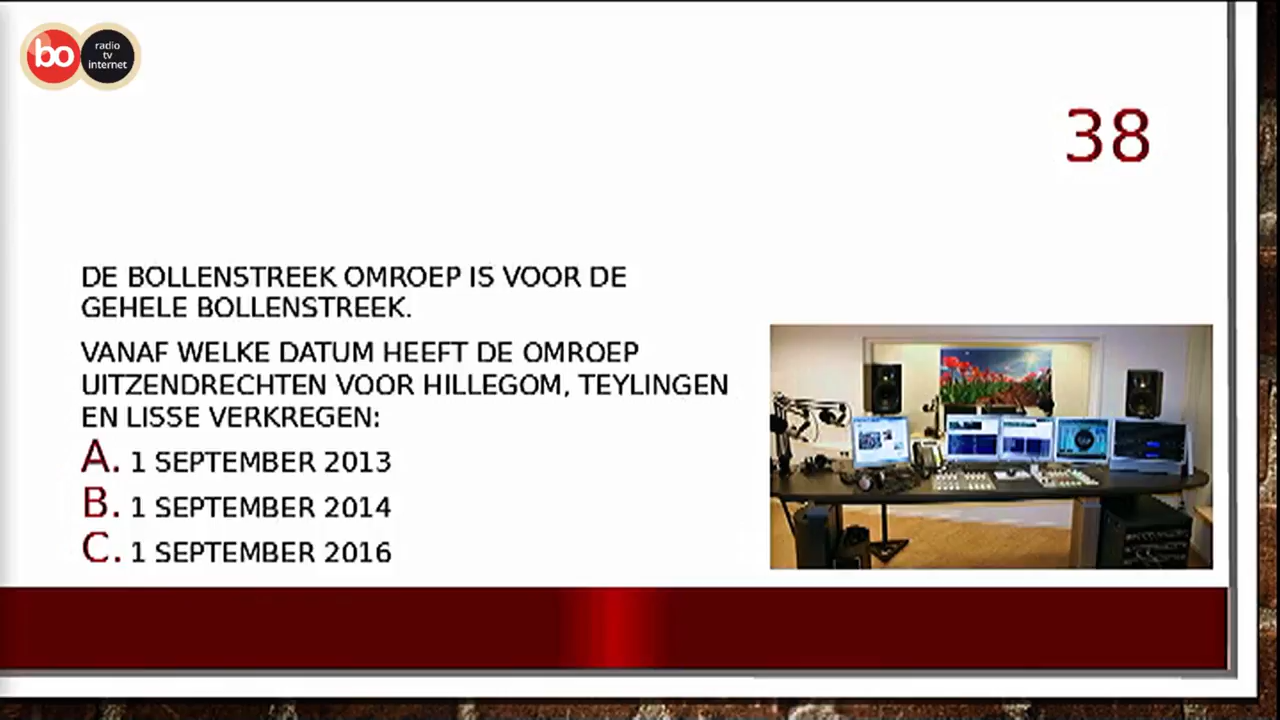 bo
radio
tv
internet
38
DE BOLLENSTREEK OMROEP IS VOOR DE
GEHELE BOLLENSTREEK.
VANAF WELKE DATUM HEEFT DE OMROEP
UITZENDRECHTEN VOOR HILLEGOM, TEYLINGEN
EN LISSE VERKREGEN:
A. 1 SEPTEMBER 2013
B. 1 SEPTEMBER 2014
C. 1 SEPTEMBER 2016